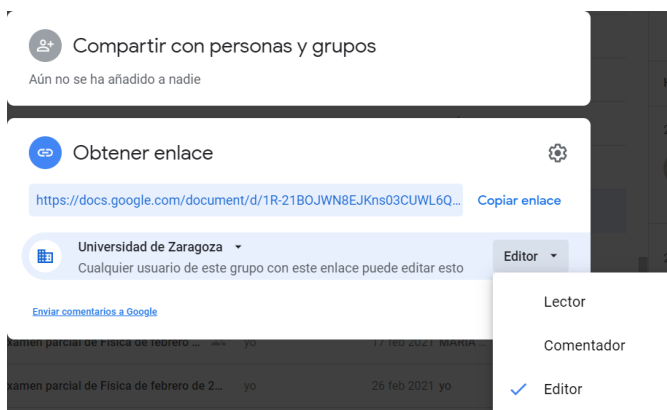 Compartir con personas y grupos
Aún no se ha añadido a nadie
Obtener enlace
https://docs.google.com/document/d/1R-21BOJWN8EJKns03CUWL6Q... Copiar enlace
Universidad de Zaragoza
Cualquier usuario de este grupo con este enlace puede editar esto
Editor
Lector
Comentador
Editor
Enviar comentarios a Google
xamen parcial de Física de febrero ... yo 17 feb 2021 MARIA
xamen parcial de Física de febrero de 2... yo 26 feb 2021 yo